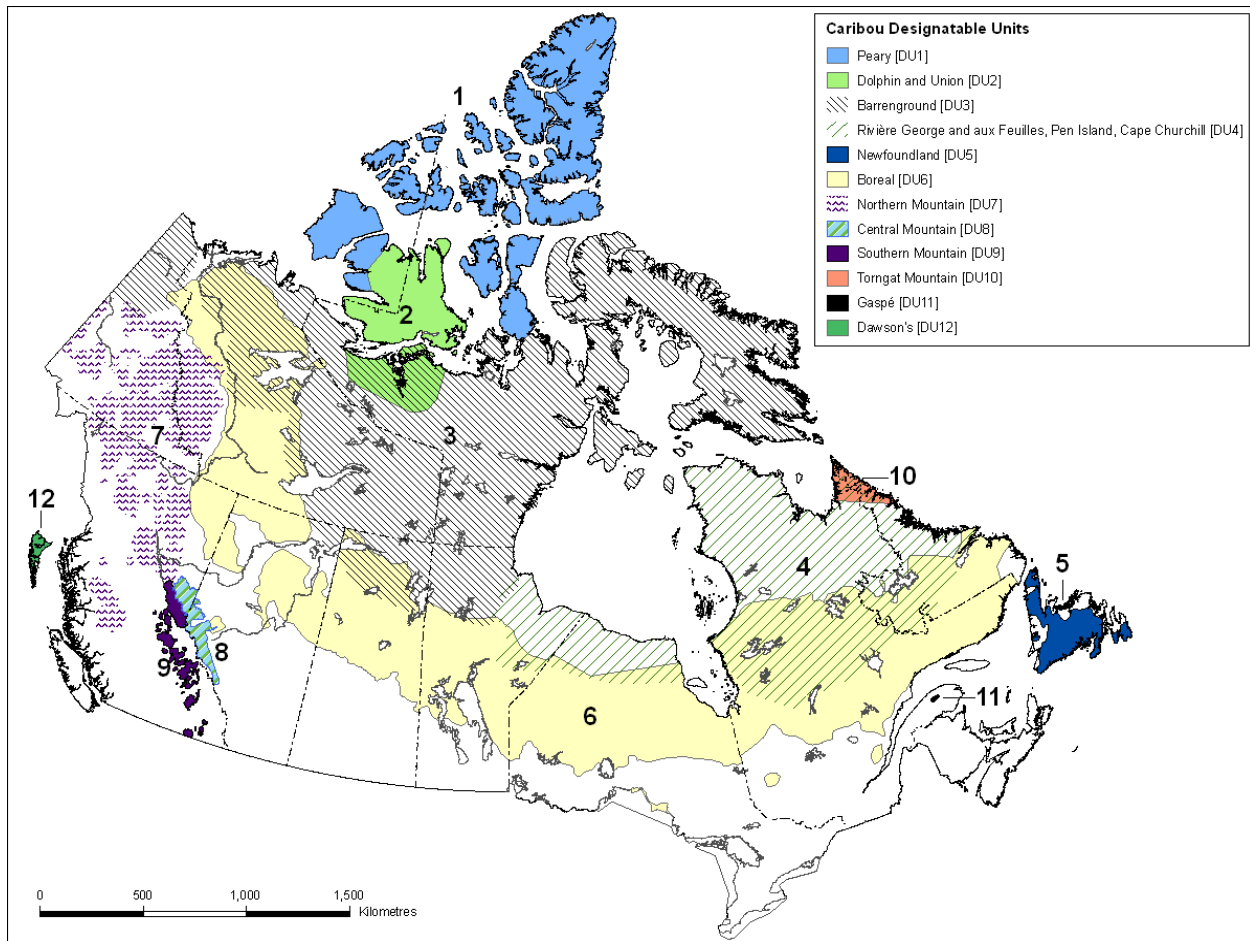 Caribou Designatable Units
Peary [DU1]
Dolphin and Union [DU2]
Barrenground [DU3]
Rivière George and aux Feuilles, Pen Island, Cape Churchill [DU4]
Newfoundland [DU5]
Boreal [DU6]
Northern Mountain [DU7]
Central Mountain [DU8]
Southern Mountain [DU9]
Torngat Mountain [DU10]
Gaspé [DU11]
Dawson's [DU12]
1
2
3
7
10
12
4
5
8
9
11
6
0 500 1,000 1,500
Kilometres